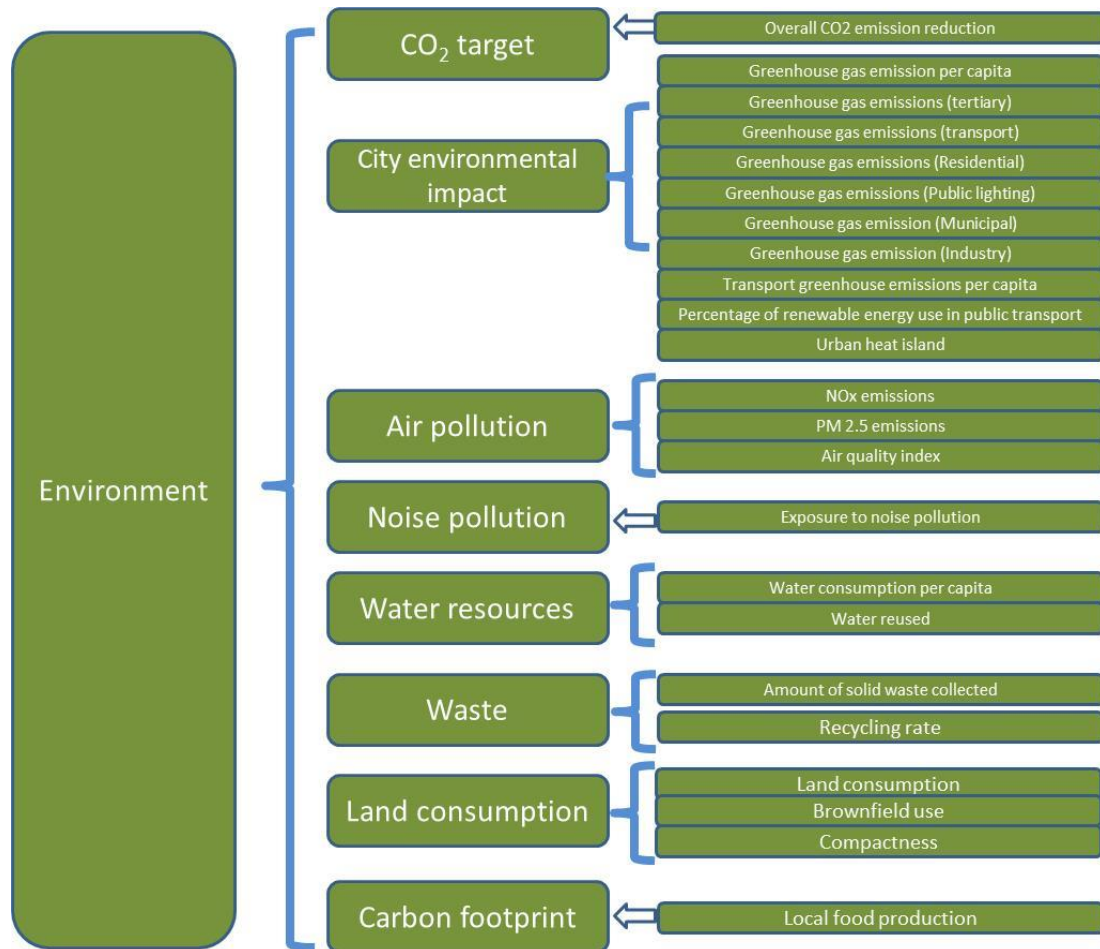 Environment
CO₂ target
Overall CO2 emission reduction
City environmental
impact
Greenhouse gas emission per capita
Greenhouse gas emissions (tertiary)
Greenhouse gas emissions (transport)
Greenhouse gas emissions (Residential)
Greenhouse gas emissions (Public lighting)
Greenhouse gas emission (Municipal)
Greenhouse gas emission (Industry)
Transport greenhouse emissions per capita
Percentage of renewable energy use in public transport
Urban heat island
Air pollution
NOx emissions
PM 2.5 emissions
Air quality index
Noise pollution
Exposure to noise pollution
Water resources
Water consumption per capita
Water reused
Waste
Amount of solid waste collected
Recycling rate
Land consumption
Land consumption
Brownfield use
Compactness
Carbon footprint
Local food production